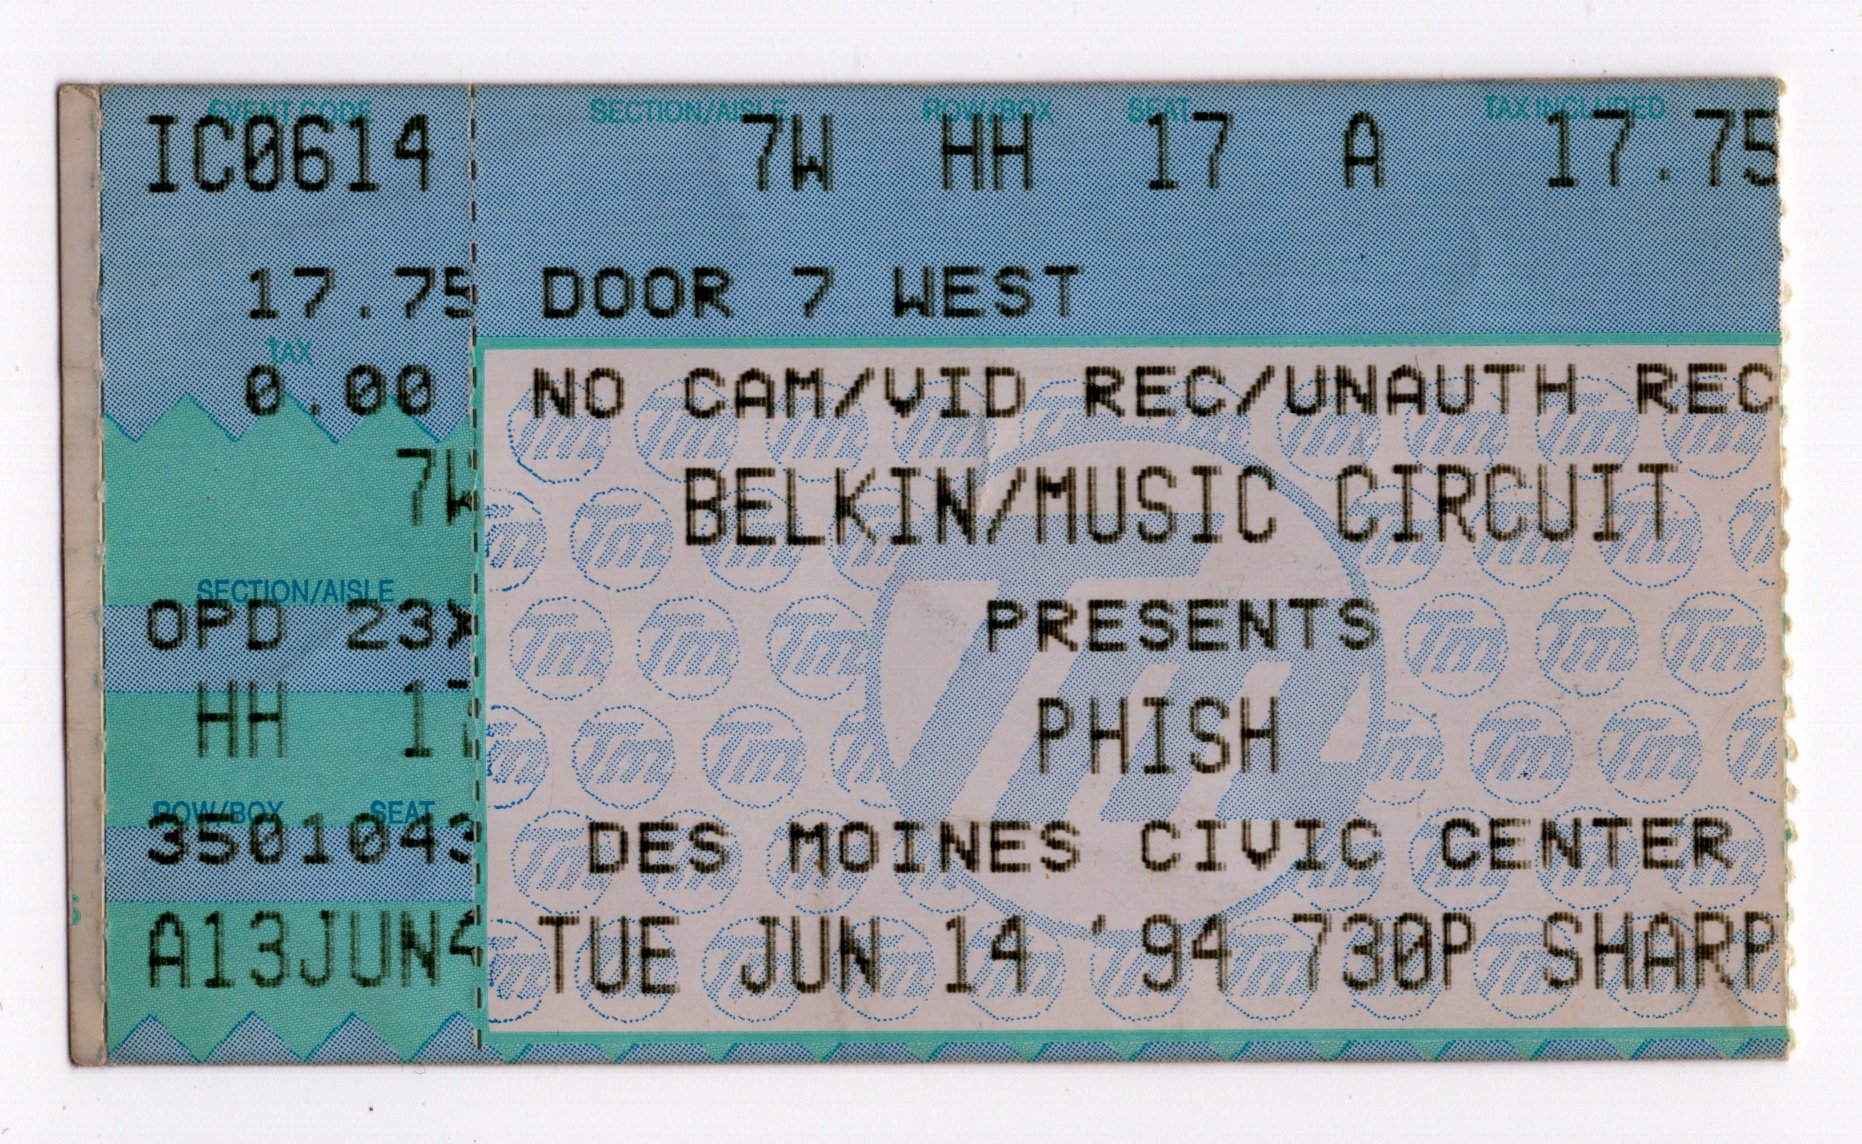 EVENT CODE
IC0614
17.75
TAX
0.00
7W
SECTION/AISLE
OPD 23X
HH 17
ROW/BOX SEAT
3501043
A13JUN4
SECTION/AISLE ROW/BOX SEAT TAX INCLUDED
7W HH 17 A 17.75
DOOR 7 WEST
NO CAM/VID REC/UNAUTH REC
BELKIN/MUSIC CIRCUIT
PRESENTS
PHISH
DES MOINES CIVIC CENTER
TUE JUN 14 '94 730P SHARP